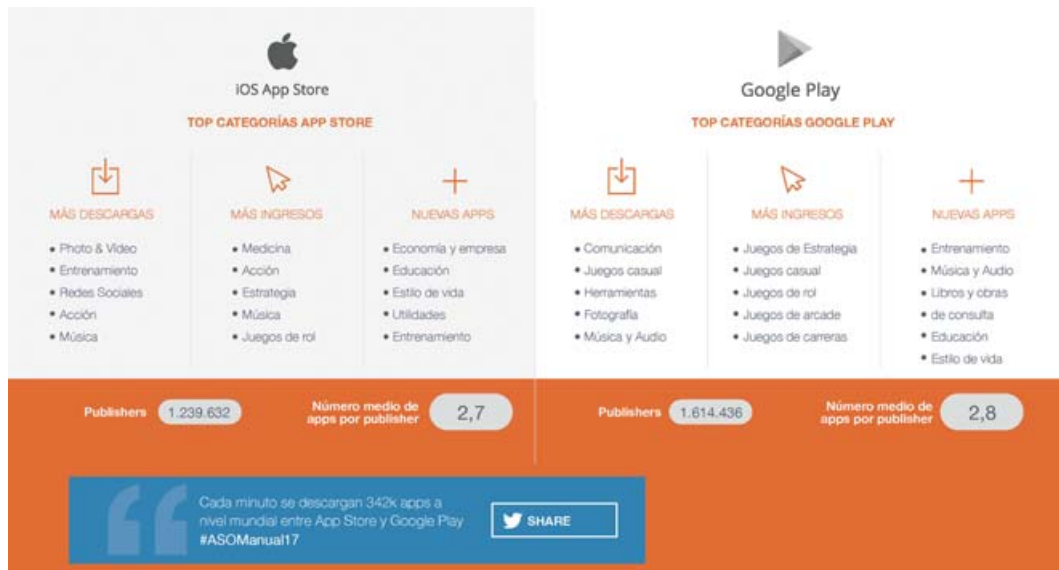 iOS App Store
TOP CATEGORÍAS APP STORE
MÁS DESCARGAS
• Photo & Video
• Entrenamiento
• Redes Sociales
• Acción
• Música
MÁS INGRESOS
• Medicina
• Acción
• Estrategia
• Música
• Juegos de rol
NUEVAS APPS
• Economía y empresa
• Educación
• Estilo de vida
• Utilidades
• Entrenamiento
Publishers 1.239.632
Número medio de
apps por publisher
2,7
Google Play
TOP CATEGORÍAS GOOGLE PLAY
MÁS DESCARGAS
• Comunicación
• Juegos casual
• Herramientas
• Fotografía
• Música y Audio
MÁS INGRESOS
• Juegos de Estrategia
• Juegos casual
• Juegos de rol
• Juegos de arcade
• Juegos de carreras
NUEVAS APPS
• Entrenamiento
• Música y Audio
• Libros y obras
• de consulta
• Educación
• Estilo de vida
Publishers 1.614.436
Número medio de
apps por publisher
2,8
Cada minuto se descargan 342k apps a
nivel mundial entre App Store y Google Play
#ASOManual17
SHARE